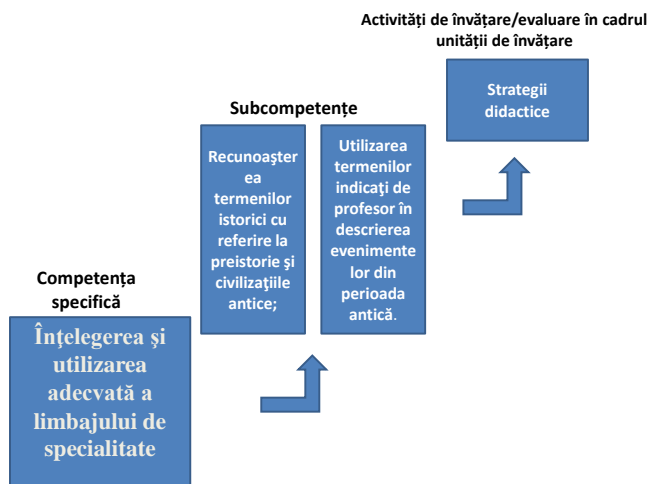 Activități de învățare/evaluare în cadrul
unității de învățare
Strategii
didactice
Subcompetențe
Recunoaşter
ea
termenilor
istorici cu
referire la
preistorie şi
civilizaţiile
antice;
Utilizarea
termenilor
indicaţi de
profesor în
descrierea
evenimente
lor din
perioada
antică.
Competența
specifică
Înţelegerea şi
utilizarea
adecvată a
limbajului de
specialitate